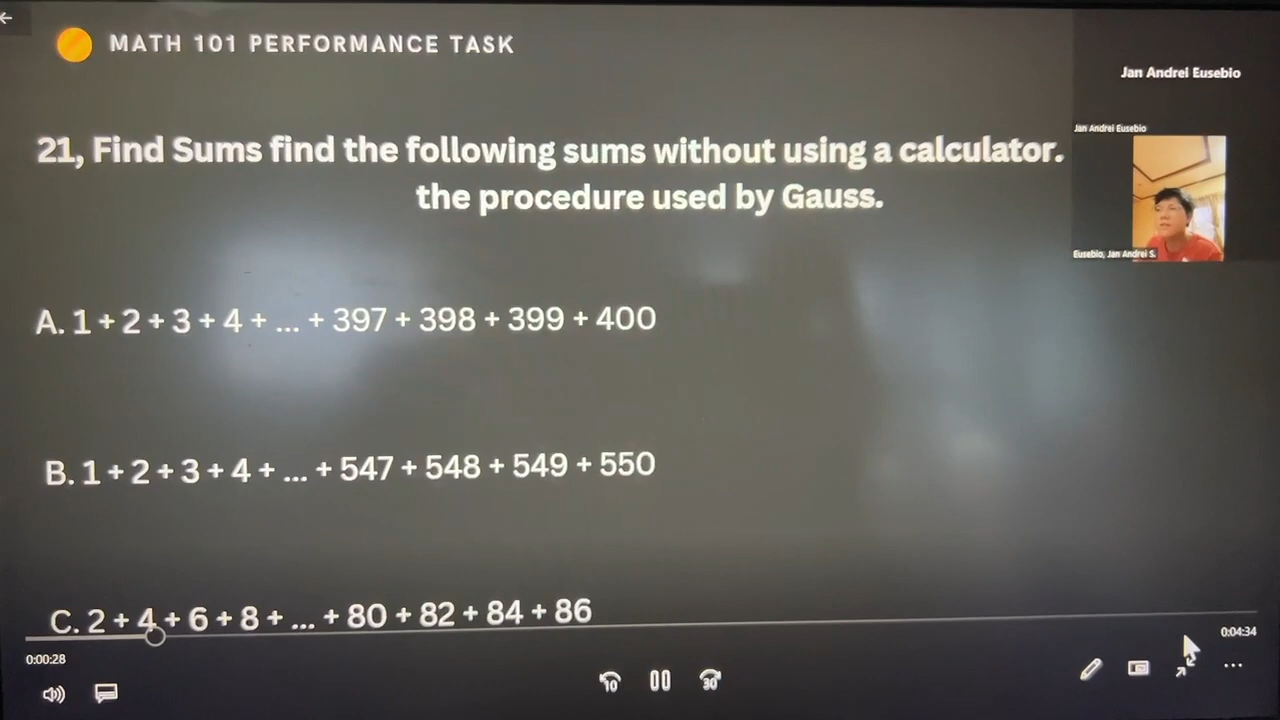 MATH 101 PERFORMANCE TASK
Jan Andrei Eusebio
Jan Andrei Eusebio
21, Find Sums find the following sums without using a calculator.
the procedure used by Gauss.
Eusebio, Jan Andrei S.
A. 1 + 2 + 3 + 4 + ... + 397 + 398 + 399 + 400
B. 1 + 2 + 3 + 4 + ... + 547 + 548 + 549 + 550
C. 2 + 4 + 6 + 8 + ... + 80 + 82 + 84 + 86
0:00:28
0:04:34
10
30